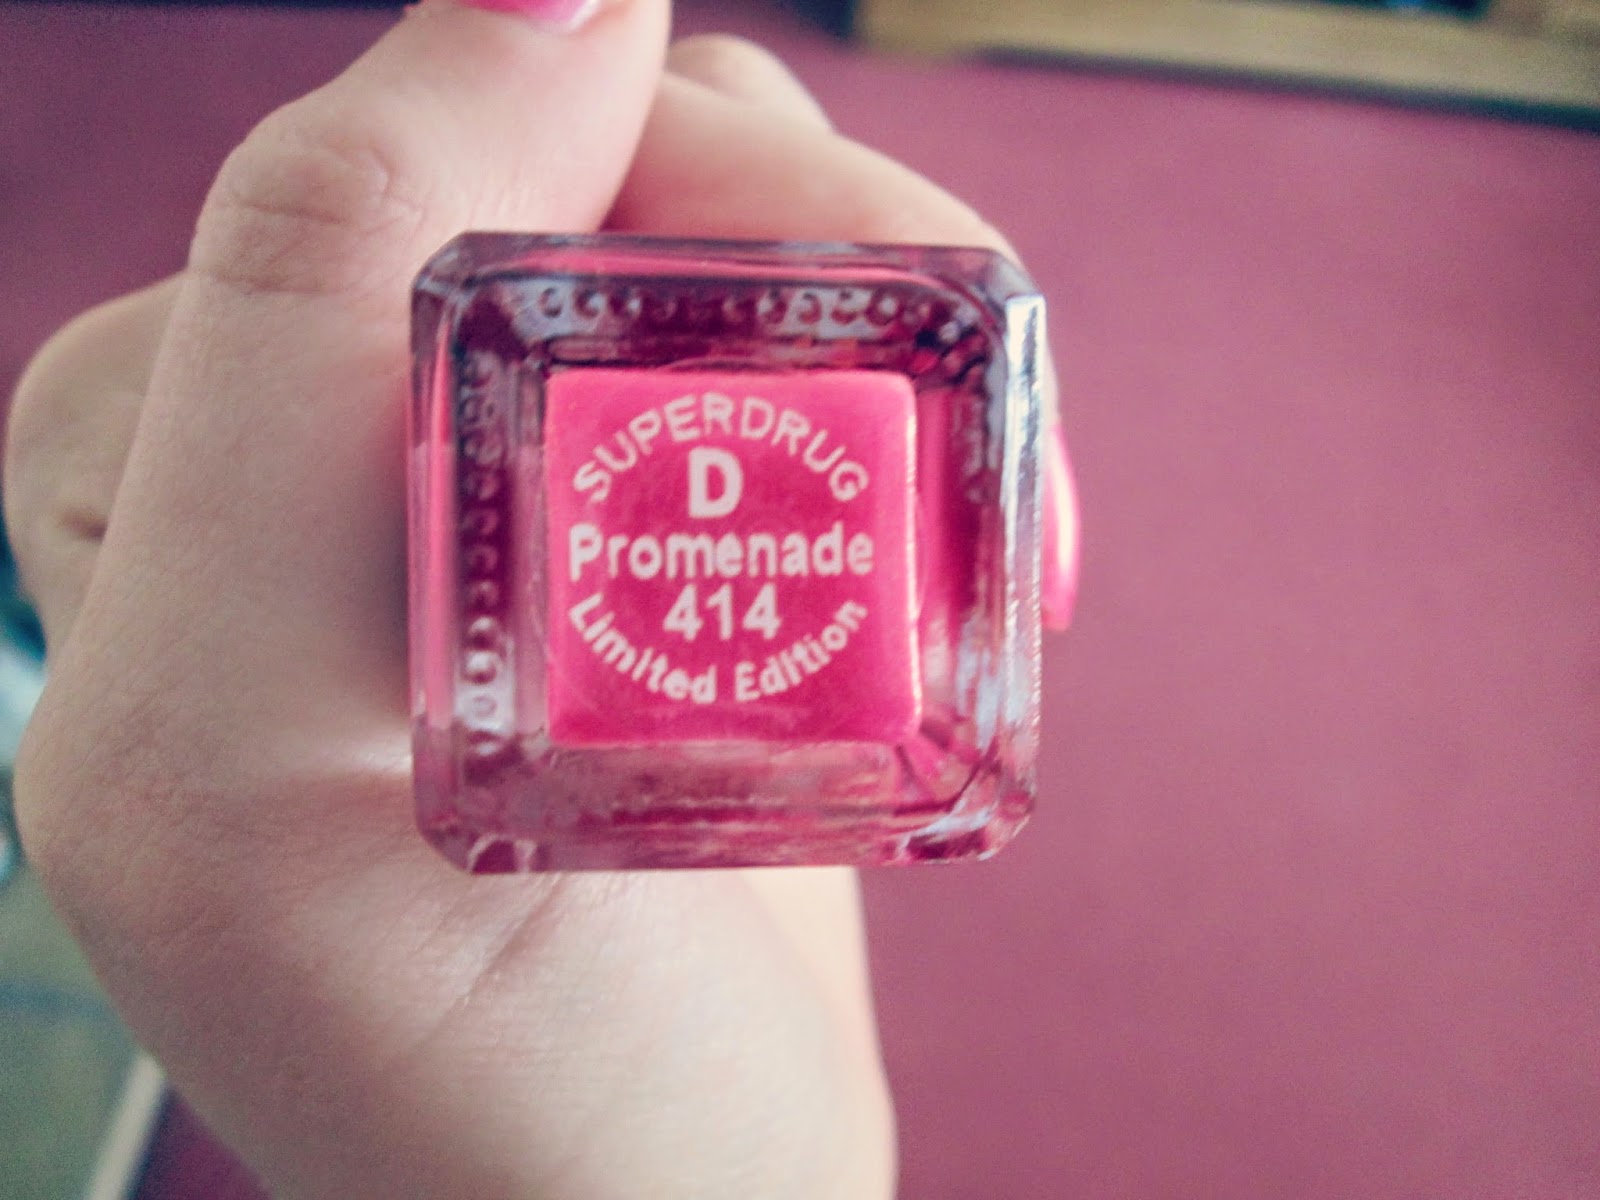 SUPERDRUG
D
Promenade
414
Limited Edition